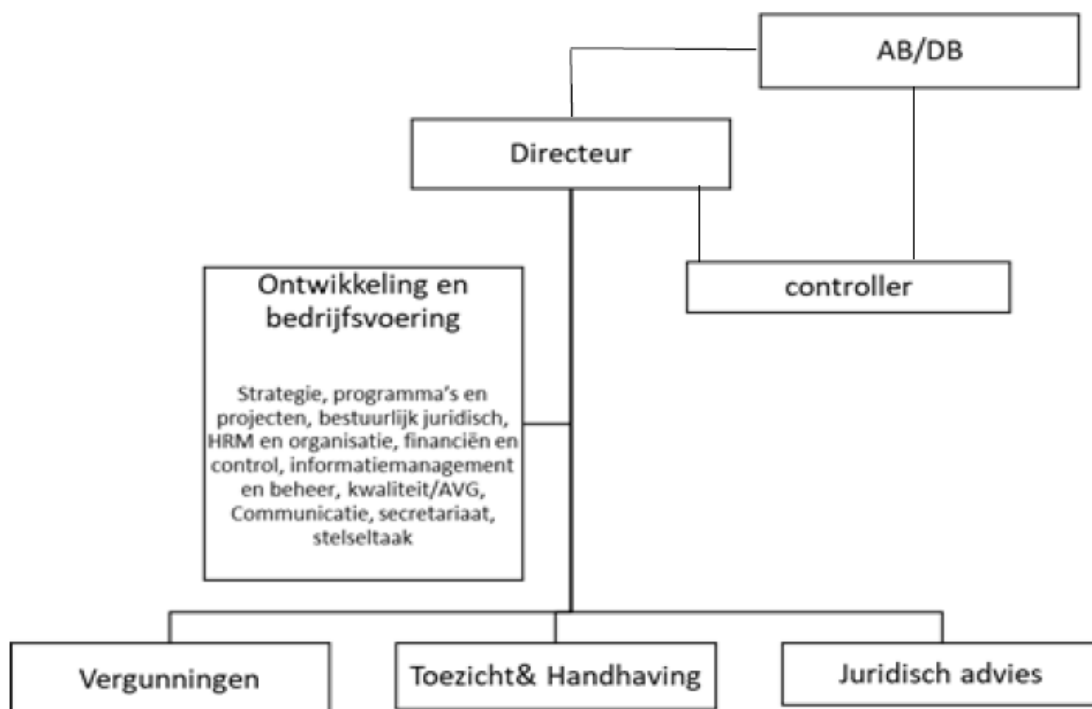 AB/DB
Directeur
controller
Ontwikkeling en
bedrijfsvoering
Strategie, programma's en
projecten, bestuurlijk juridisch,
HRM en organisatie, financiën en
control, informatiemanagement
en beheer, kwaliteit/AVG,
Communicatie, secretariaat,
stelseltaak
Vergunningen
Toezicht& Handhaving
Juridisch advies